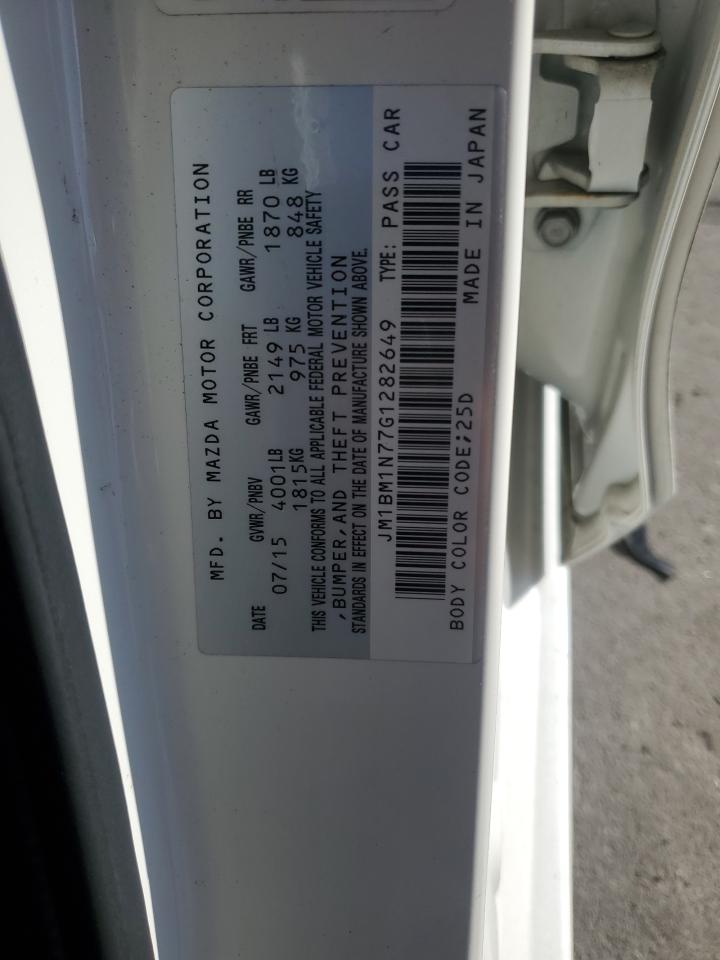 MFD. BY MAZDA MOTOR CORPORATION
DATE GVWR/PNBV GAWR/PNBE FRT GAWR/PNBE RR
07/15 4001LB 2149 LB 1870 LB
1815KG 975 KG 848 KG
THIS VEHICLE CONFORMS TO ALL APPLICABLE FEDERAL MOTOR VEHICLE SAFETY
,BUMPER,AND THEFT PREVENTION
STANDARDS IN EFFECT ON THE DATE OF MANUFACTURE SHOWN ABOVE.
JM1BM1N77G1282649 TYPE: PASS CAR
BODY COLOR CODE;25D MADE IN JAPAN